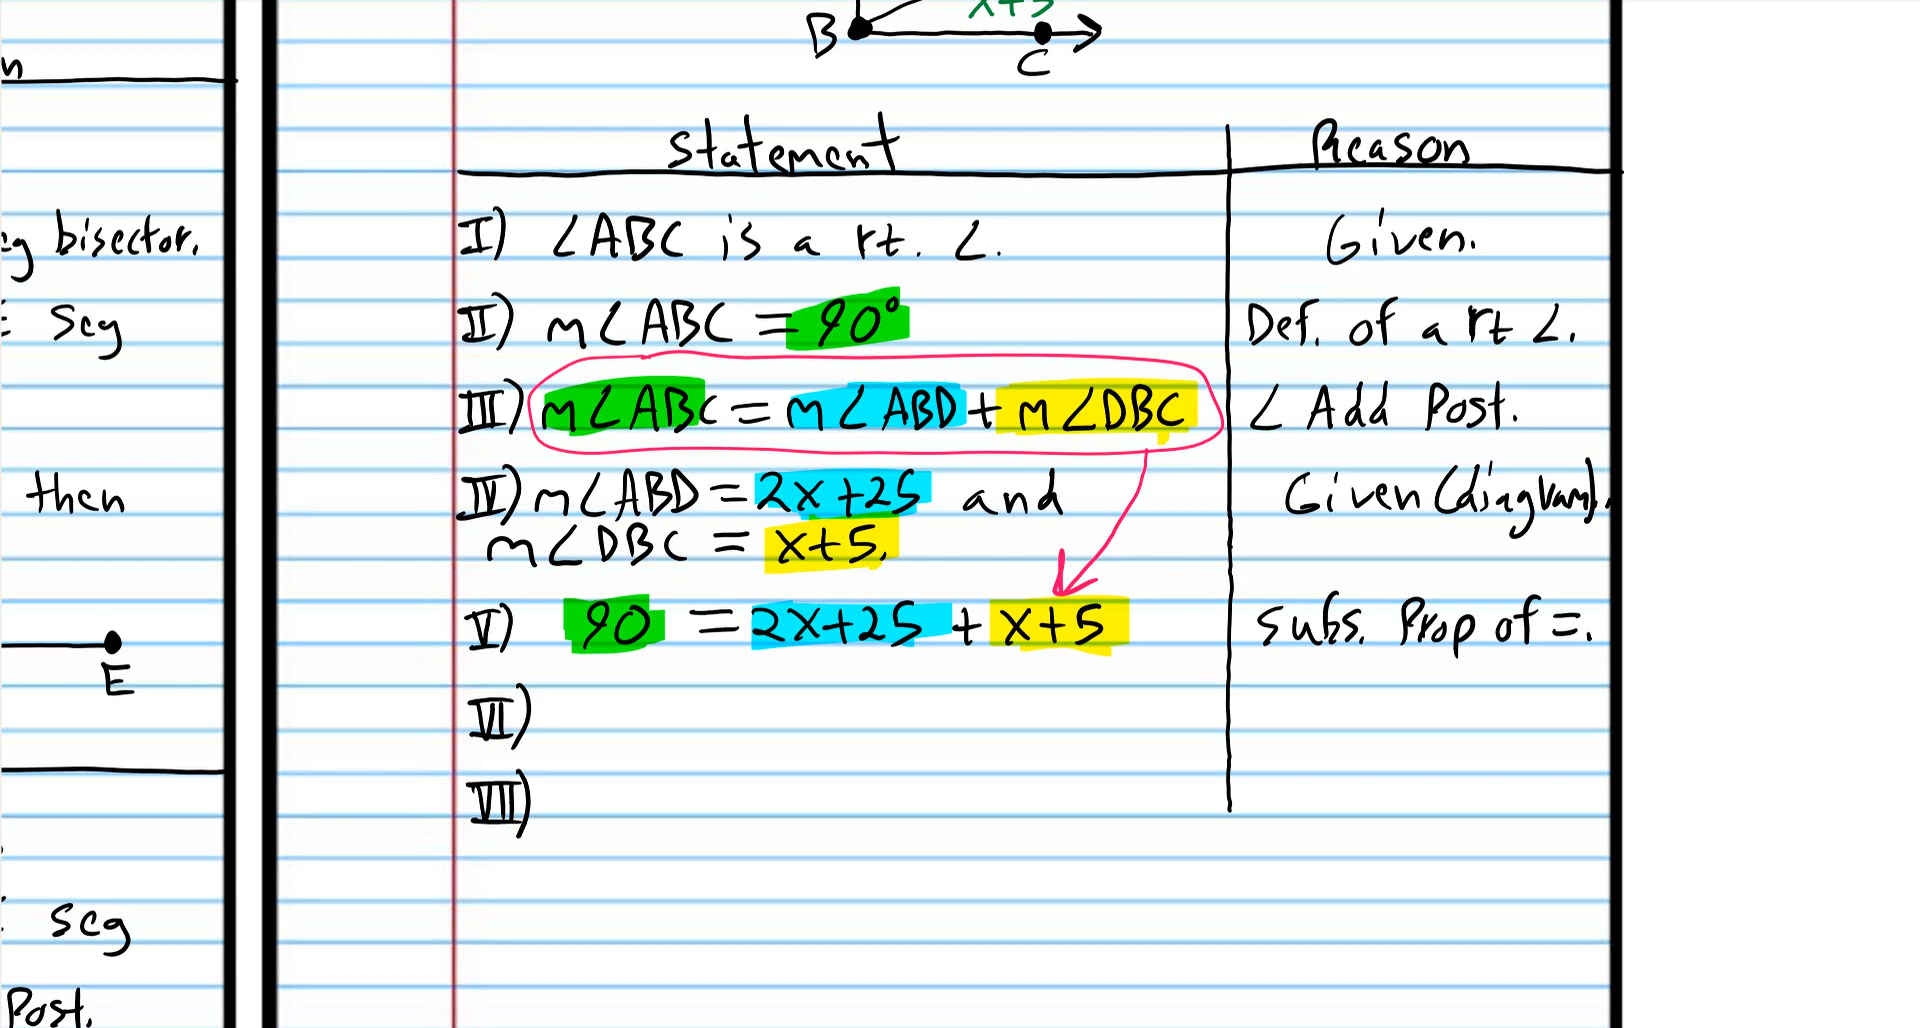 x+5
B
C
n
statement Reason
I) ∠ABC is a rt. ∠. Given.
eg bisector.
II) m∠ABC = 90° Def. of a rt ∠.
seg
III) m∠ABC = m∠ABD + m∠DBC ∠ Add Post.
then
IV) m∠ABD = 2x+25 and Given (diagram).
m∠DBC = x+5.
V) 90 = 2x+25 + x+5 subs. Prop of =.
E
VI)
VII)
seg
Post.